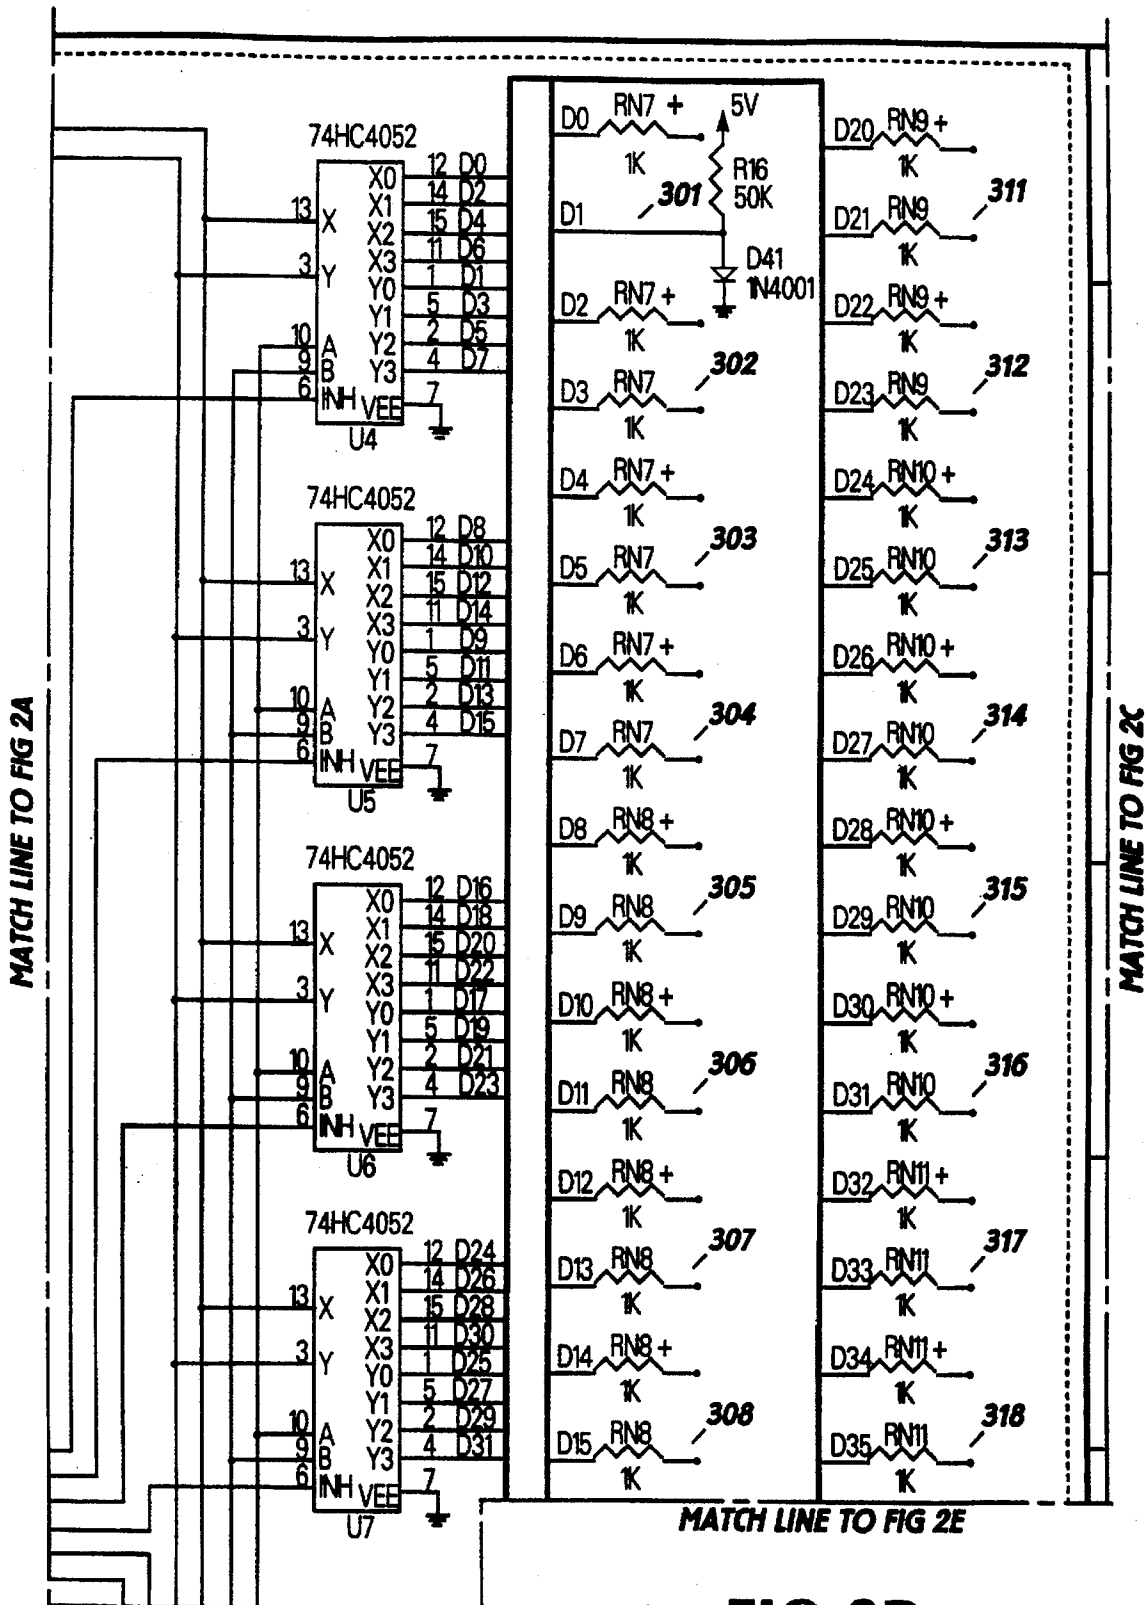 MATCH LINE TO FIG 2A
74HC4052
13 X
3 Y
10 A
9 B
6 INH
X0 12 D0
X1 14 D2
X2 15 D4
X3 11 D6
Y0 1 D1
Y1 5 D3
Y2 2 D5
Y3 4 D7
VEE 7
U4
74HC4052
13 X
3 Y
10 A
9 B
6 INH
X0 12 D8
X1 14 D10
X2 15 D12
X3 11 D14
Y0 1 D9
Y1 5 D11
Y2 2 D13
Y3 4 D15
VEE 7
U5
74HC4052
13 X
3 Y
10 A
9 B
6 INH
X0 12 D16
X1 14 D18
X2 15 D20
X3 11 D22
Y0 1 D17
Y1 5 D19
Y2 2 D21
Y3 4 D23
VEE 7
U6
74HC4052
13 X
3 Y
10 A
9 B
6 INH
X0 12 D24
X1 14 D26
X2 15 D28
X3 11 D30
Y0 1 D25
Y1 5 D27
Y2 2 D29
Y3 4 D31
VEE 7
U7
D0 RN7 +
1K
5V
R16
50K
301
D1
D41
1N4001
D2 RN7 +
1K
302
D3 RN7
1K
D4 RN7 +
1K
303
D5 RN7
1K
D6 RN7 +
1K
304
D7 RN7
1K
D8 RN8 +
1K
305
D9 RN8
1K
D10 RN8 +
1K
306
D11 RN8
1K
D12 RN8 +
1K
307
D13 RN8
1K
D14 RN8 +
1K
308
D15 RN8
1K
D20 RN9 +
1K
311
D21 RN9
1K
D22 RN9 +
1K
312
D23 RN9
1K
D24 RN10 +
1K
313
D25 RN10
1K
D26 RN10 +
1K
314
D27 RN10
1K
D28 RN10 +
1K
315
D29 RN10
1K
D30 RN10 +
1K
316
D31 RN10
1K
D32 RN11 +
1K
317
D33 RN11
1K
D34 RN11 +
1K
318
D35 RN11
1K
MATCH LINE TO FIG 2C
MATCH LINE TO FIG 2E